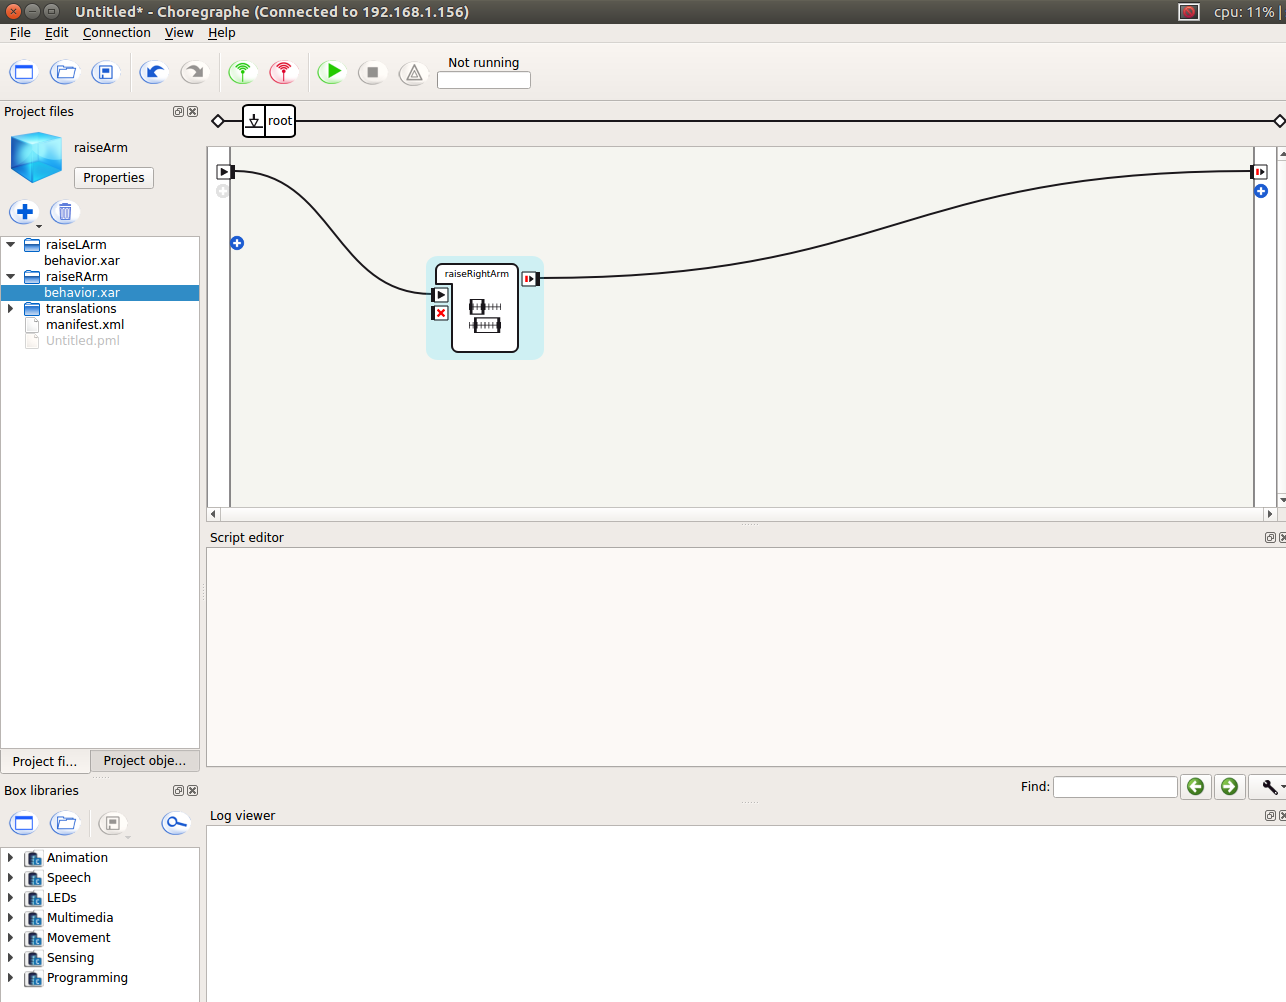 Untitled* - Choregraphe (Connected to 192.168.1.156)
cpu: 11%
File Edit Connection View Help
Not running
Project files
raiseArm
Properties
raiseLArm
behavior.xar
raiseRArm
behavior.xar
translations
manifest.xml
Untitled.pml
Project fi...
Project obje...
Box libraries
Animation
Speech
LEDs
Multimedia
Movement
Sensing
Programming
root
raiseRightArm
Script editor
Find:
Log viewer